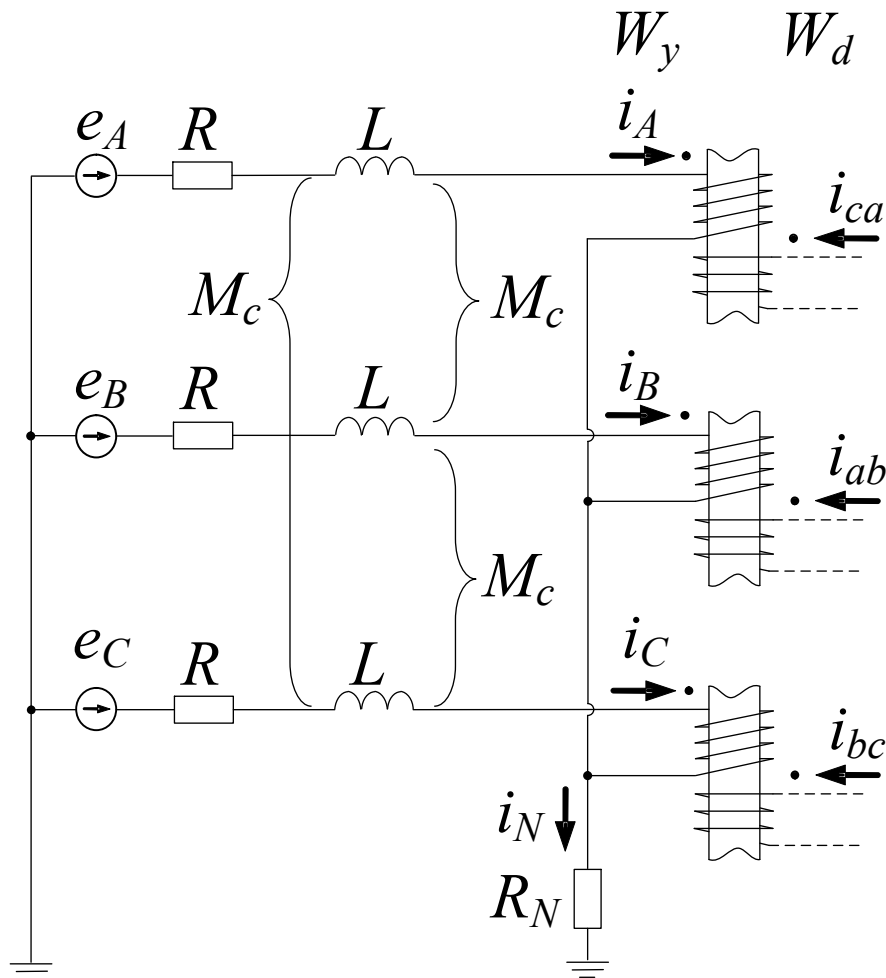 W_y W_d
e_A R L i_A
i_ca
M_c M_c
e_B R L i_B
i_ab
M_c
e_C R L i_C
i_bc
i_N
R_N